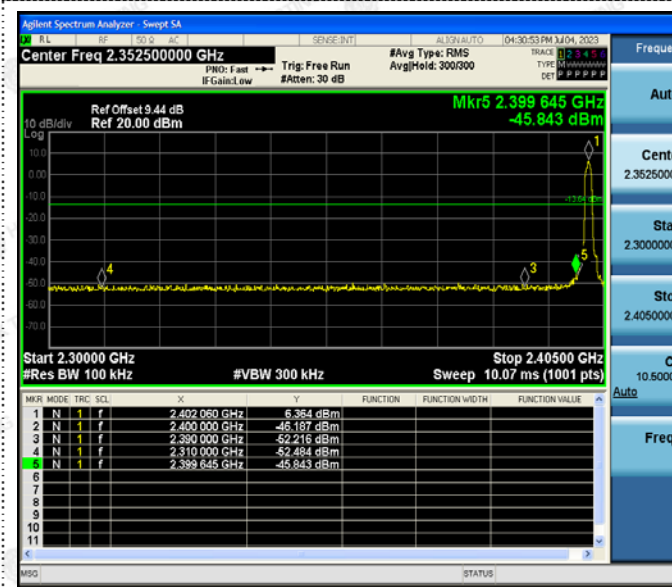 Agilent Spectrum Analyzer - Swept SA
RL RF 50 Ω AC SENSE:INT ALIGN AUTO 04:30:53 PM Jul 04, 2023
Center Freq 2.352500000 GHz
PNO: Fast
IFGain:Low
Trig: Free Run
#Atten: 30 dB
#Avg Type: RMS
Avg|Hold: 300/300
TRACE 1 2 3 4 5 6
TYPE
DET P P P P P P
Mkr5 2.399 645 GHz
-45.843 dBm
Ref Offset 9.44 dB
10 dB/div Ref 20.00 dBm
Log
10.0
0.00
-10.0
-20.0
-30.0
-40.0
-50.0
-60.0
-70.0
-13.64 dBm
1
4
3
5
Start 2.30000 GHz Stop 2.40500 GHz
#Res BW 100 kHz #VBW 300 kHz Sweep 10.07 ms (1001 pts)
MKR MODE TRC SCL X Y FUNCTION FUNCTION WIDTH FUNCTION VALUE
1 N 1 f 2.402 060 GHz 6.364 dBm
2 N 1 f 2.400 000 GHz -46.187 dBm
3 N 1 f 2.390 000 GHz -52.216 dBm
4 N 1 f 2.310 000 GHz -52.484 dBm
5 N 1 f 2.399 645 GHz -45.843 dBm
6
7
8
9
10
11
MSG STATUS
Freque
Aut
Cent
2.3525000
Sta
2.3000000
Sto
2.4050000
C
10.5000
Auto
Freq